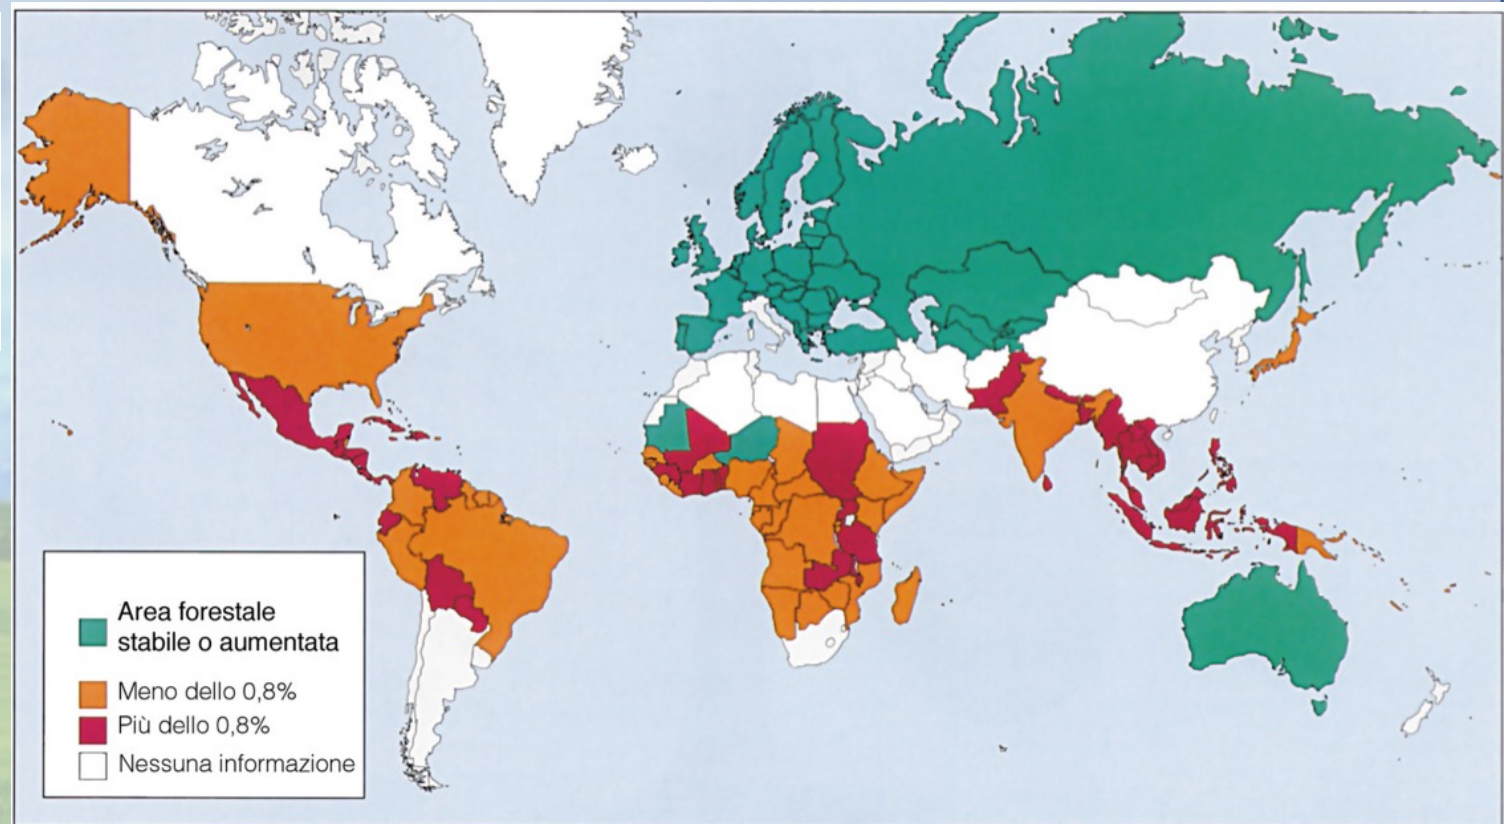 Area forestale
stabile o aumentata
Meno dello 0,8%
Più dello 0,8%
Nessuna informazione